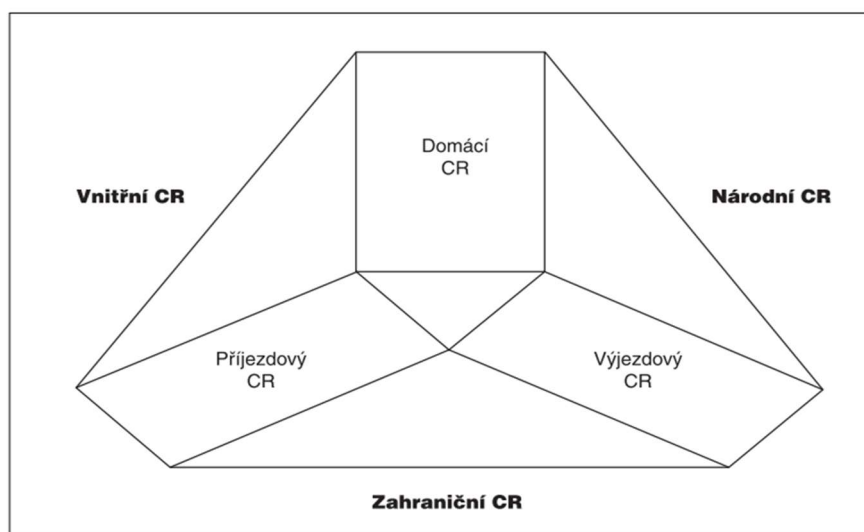 Domácí
CR
Vnitřní CR
Národní CR
Příjezdový
CR
Výjezdový
CR
Zahraniční CR